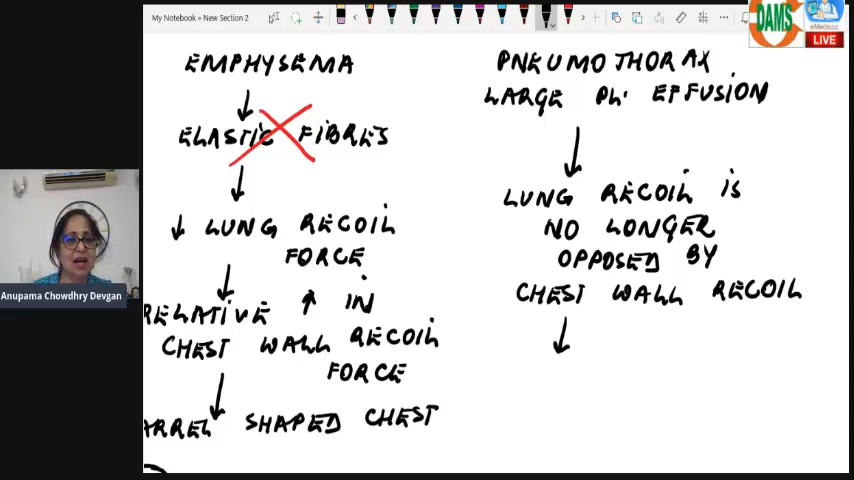 My Notebook » New Section 2
DAMS
eMedicoz
LIVE
EMPHYSEMA
ELASTIC FIBRES
↓ LUNG RECOIL
FORCE
RELATIVE ↑ IN
CHEST WALL RECOIL
FORCE
ARREL SHAPED CHEST
PNEUMOTHORAX
LARGE PL. EFFUSION
LUNG RECOIL IS
NO LONGER
OPPOSED BY
CHEST WALL RECOIL
Anupama Chowdhry Devgan